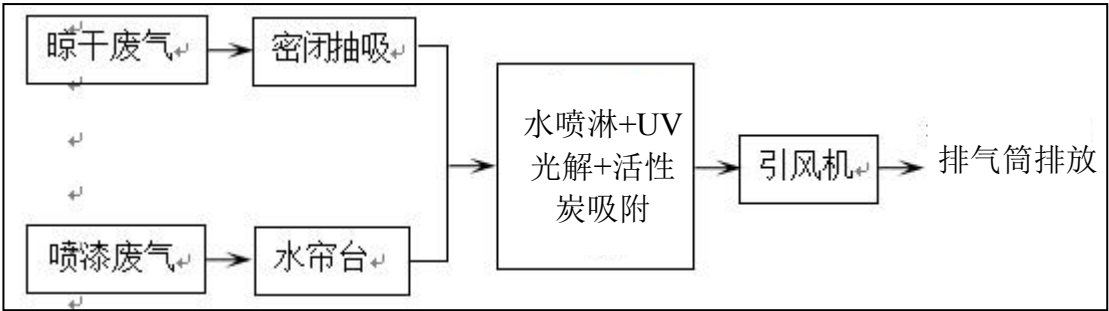 晾干废气
密闭抽吸
水喷淋+UV
光解+活性
炭吸附
引风机
排气筒排放
喷漆废气
水帘台